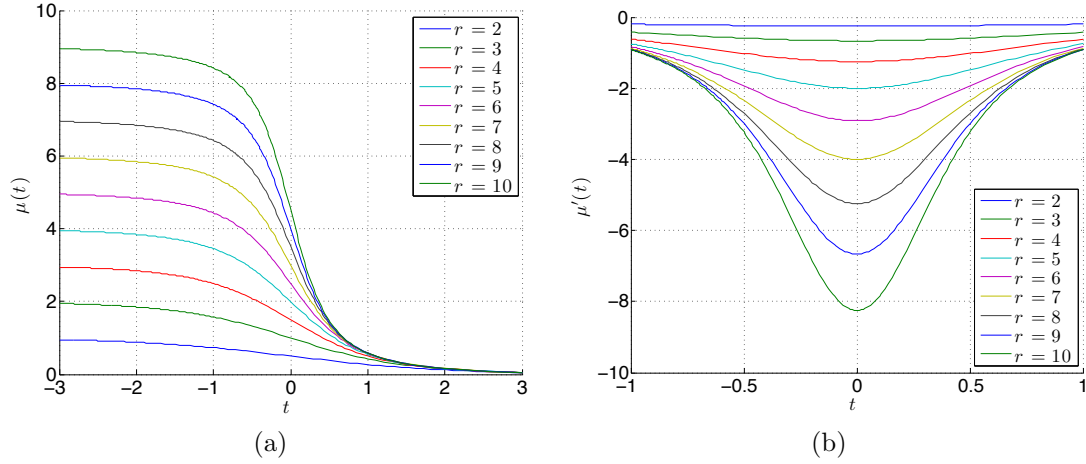 10
8
6
4
2
0
μ(t)
−3
−2
−1
0
1
2
3
t
r = 2
r = 3
r = 4
r = 5
r = 6
r = 7
r = 8
r = 9
r = 10
(a)
0
−2
−4
−6
−8
−10
μ′(t)
−1
−0.5
0
0.5
1
t
r = 2
r = 3
r = 4
r = 5
r = 6
r = 7
r = 8
r = 9
r = 10
(b)